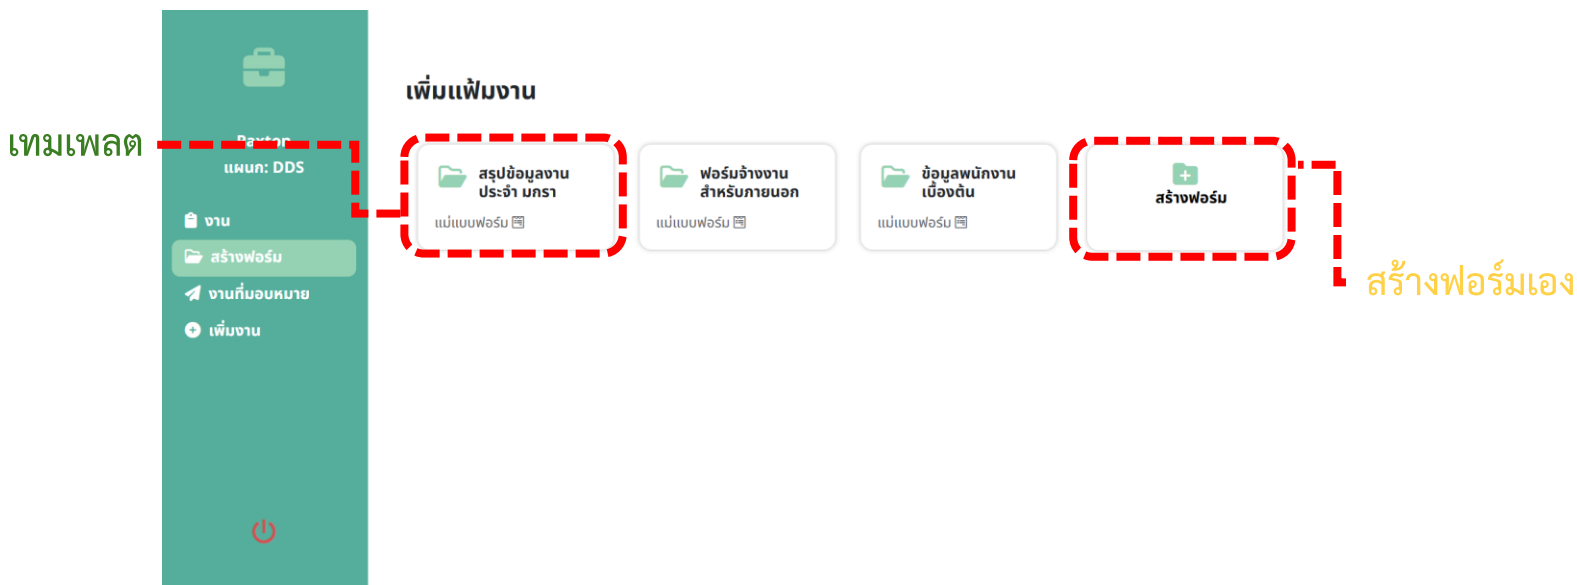 เทมเพลต
Paxton
แผนก: DDS
งาน
สร้างฟอร์ม
งานที่มอบหมาย
เพิ่มงาน
เพิ่มแฟ้มงาน
สรุปข้อมูลงาน
ประจำ มกรา
แม่แบบฟอร์ม
ฟอร์มจ้างงาน
สำหรับภายนอก
แม่แบบฟอร์ม
ข้อมูลพนักงาน
เบื้องต้น
แม่แบบฟอร์ม
สร้างฟอร์ม
สร้างฟอร์มเอง